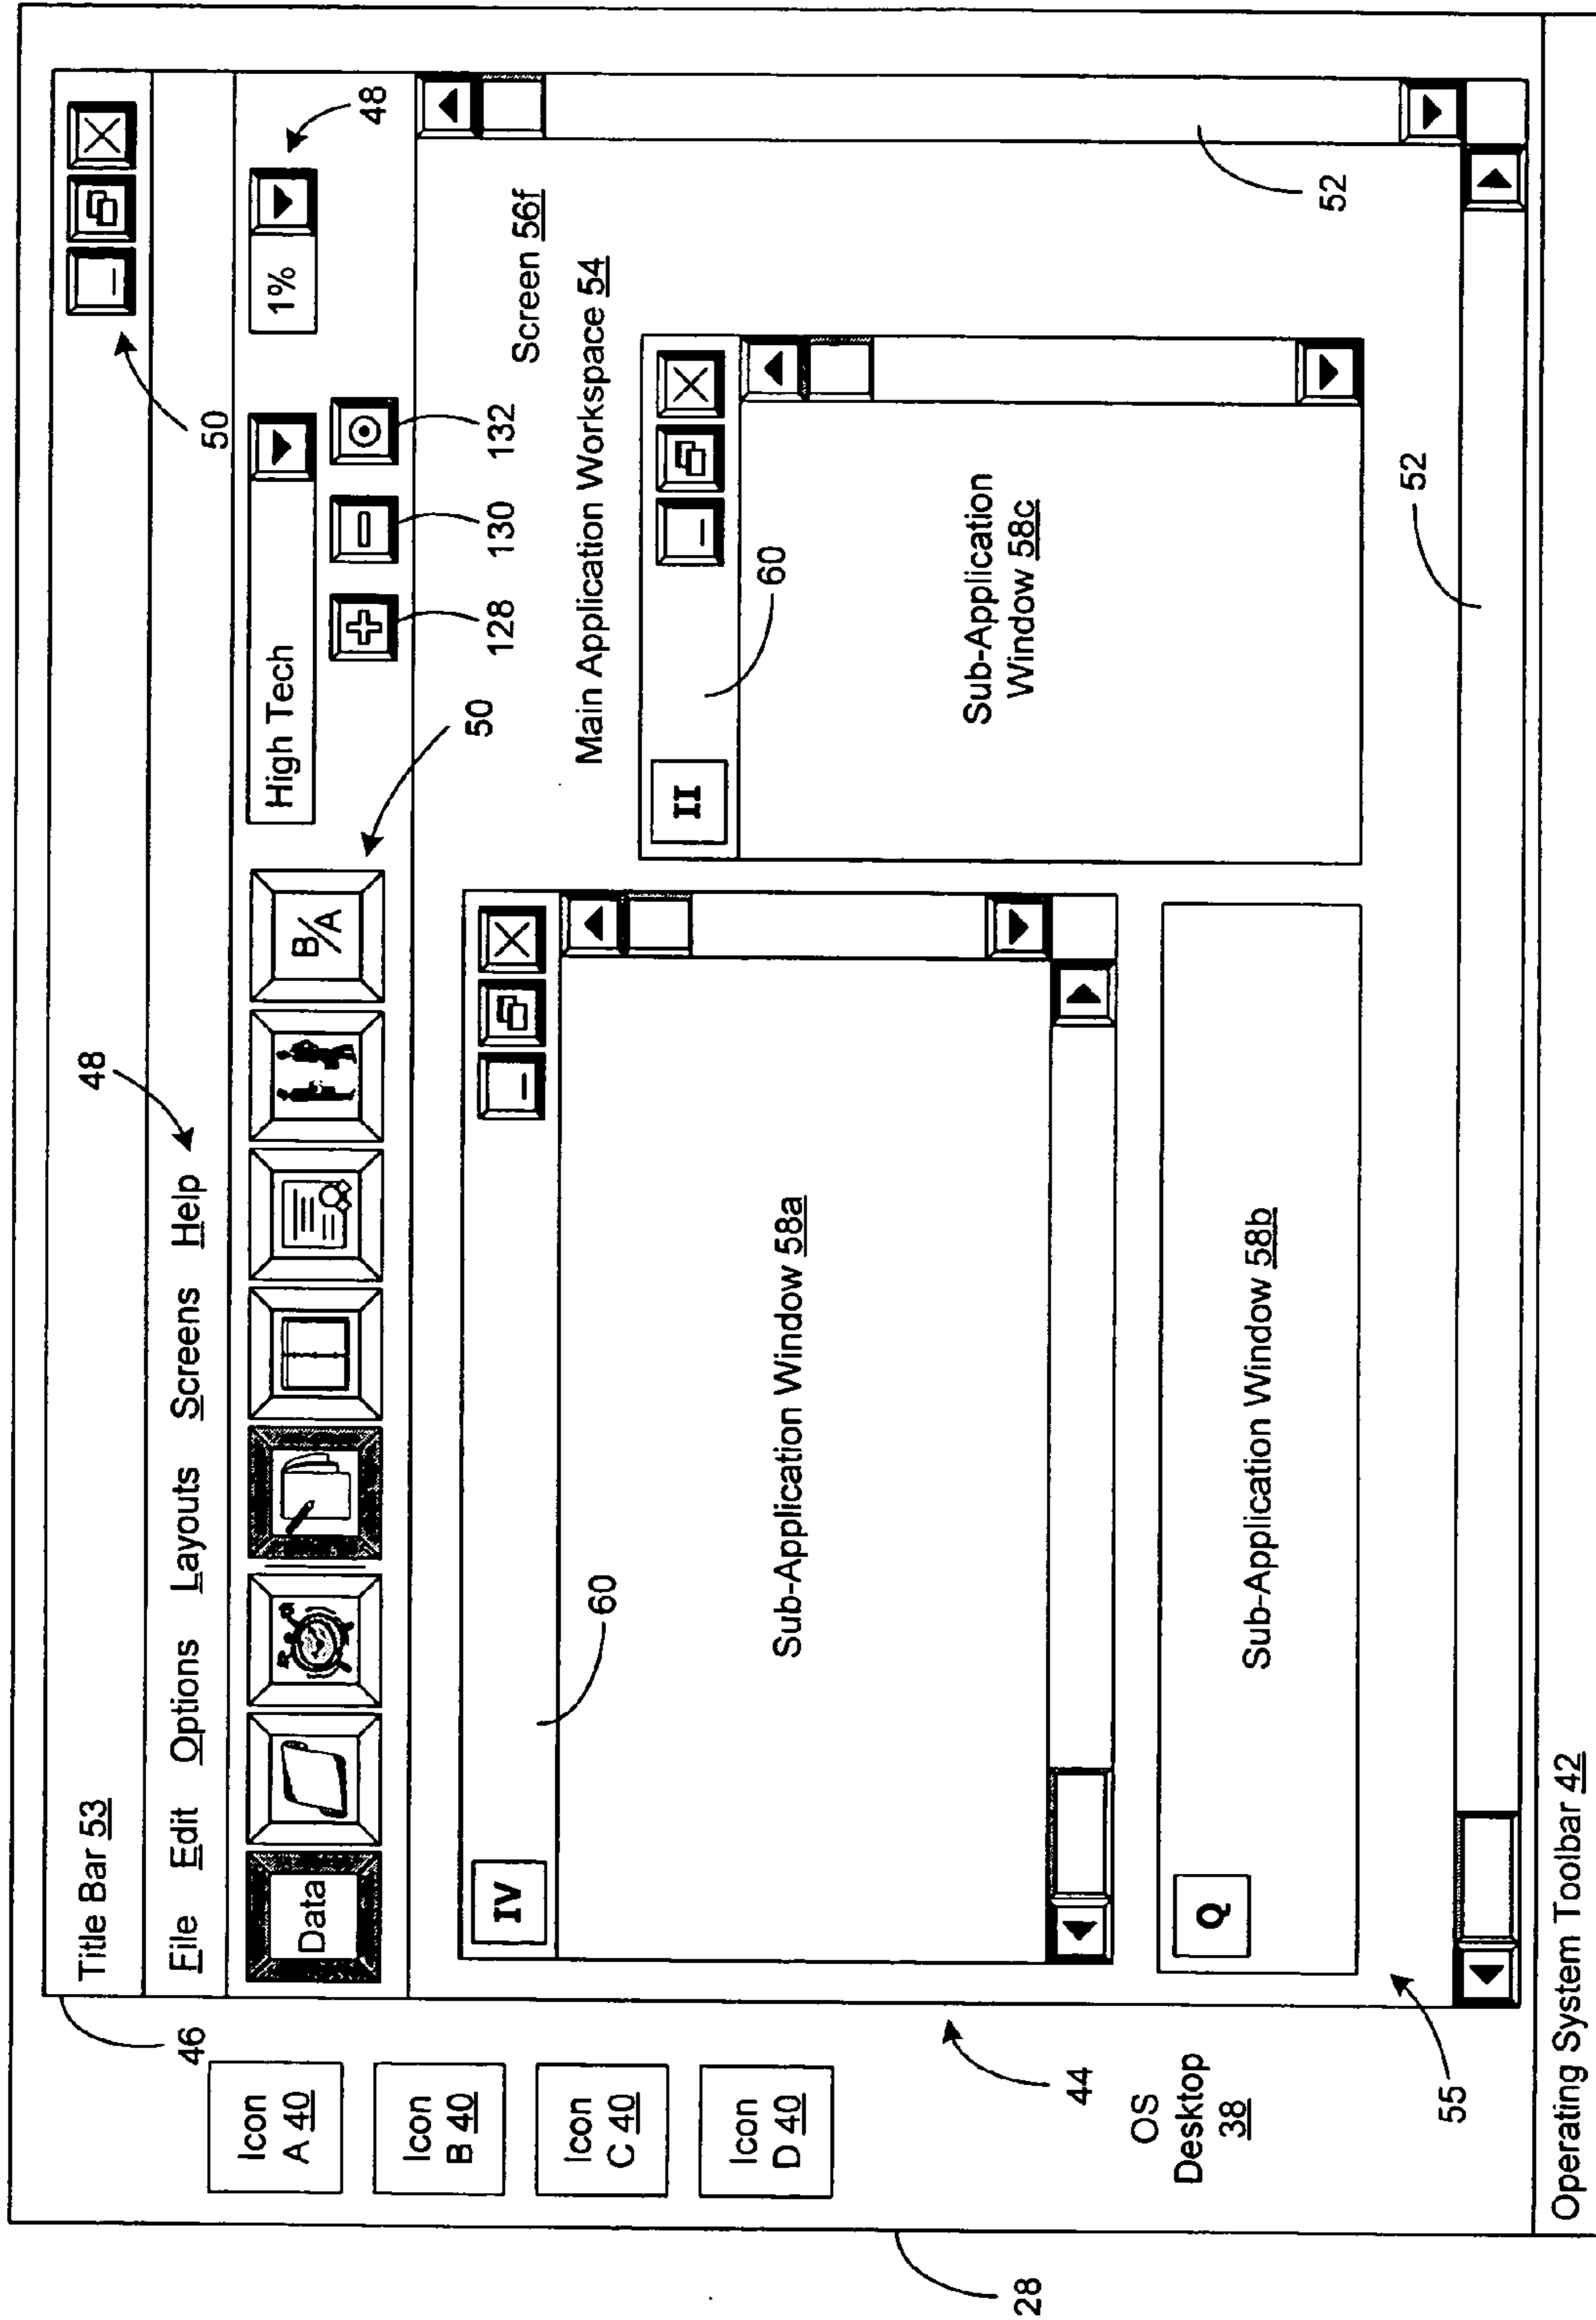 50
Title Bar 53
48
File Edit Options Layouts Screens Help
46
Data
B/A
High Tech
1%
48
128
130
132
50
Icon
A 40
Icon
B 40
Icon
C 40
Icon
D 40
OS
Desktop
38
44
28
Screen 56f
Main Application Workspace 54
IV
60
Sub-Application Window 58a
II
60
Sub-Application
Window 58c
52
Q
Sub-Application Window 58b
52
55
Operating System Toolbar 42